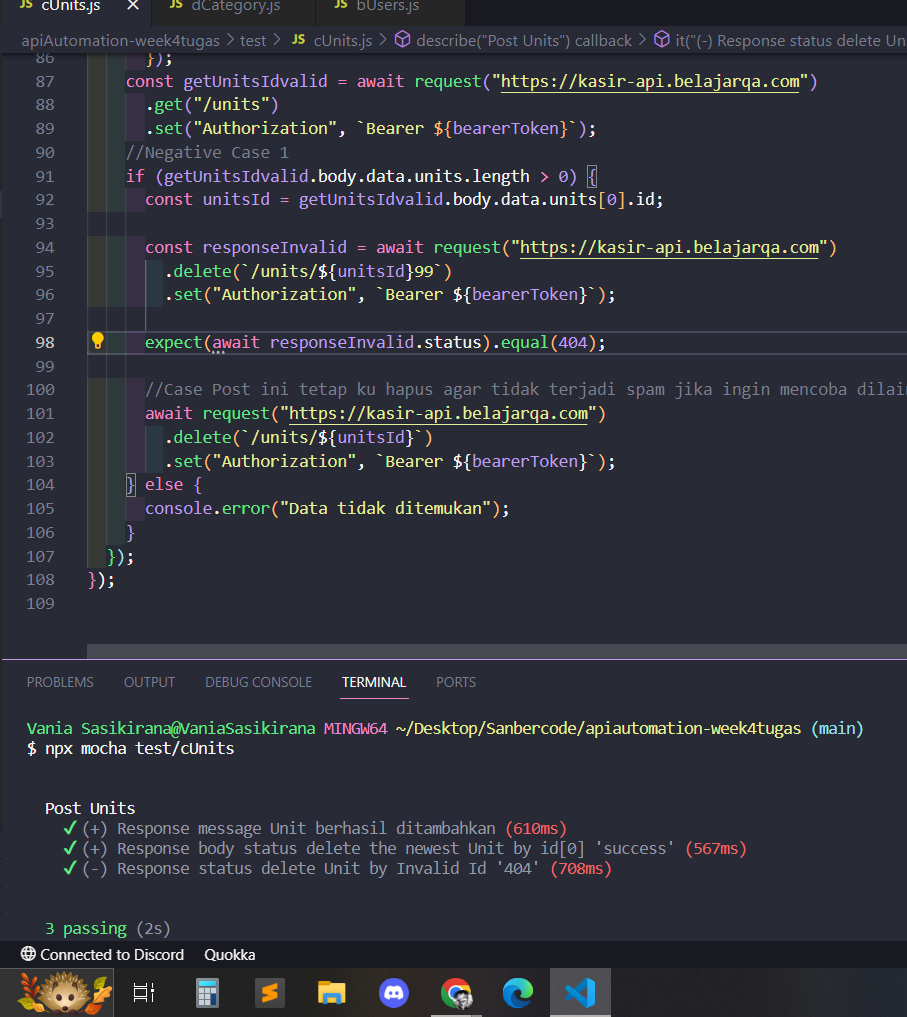 JS cUnits.js × JS dCategory.js JS bUsers.js
apiAutomation-week4tugas > test > JS cUnits.js > describe("Post Units") callback > it("(-) Response status delete Un
86 });
87 const getUnitsIdvalid = await request("https://kasir-api.belajarqa.com")
88 .get("/units")
89 .set("Authorization", `Bearer ${bearerToken}`);
90 //Negative Case 1
91 if (getUnitsIdvalid.body.data.units.length > 0) {
92 const unitsId = getUnitsIdvalid.body.data.units[0].id;
93
94 const responseInvalid = await request("https://kasir-api.belajarqa.com")
95 .delete(`/units/${unitsId}99`)
96 .set("Authorization", `Bearer ${bearerToken}`);
97
98 expect(await responseInvalid.status).equal(404);
99
100 //Case Post ini tetap ku hapus agar tidak terjadi spam jika ingin mencoba dilai
101 await request("https://kasir-api.belajarqa.com")
102 .delete(`/units/${unitsId}`)
103 .set("Authorization", `Bearer ${bearerToken}`);
104 } else {
105 console.error("Data tidak ditemukan");
106 }
107 });
108 });
109
PROBLEMS OUTPUT DEBUG CONSOLE TERMINAL PORTS
Vania Sasikirana@VaniaSasikirana MINGW64 ~/Desktop/Sanbercode/apiautomation-week4tugas (main)
$ npx mocha test/cUnits
Post Units
✓ (+) Response message Unit berhasil ditambahkan (610ms)
✓ (+) Response body status delete the newest Unit by id[0] 'success' (567ms)
✓ (-) Response status delete Unit by Invalid Id '404' (708ms)
3 passing (2s)
Connected to Discord Quokka